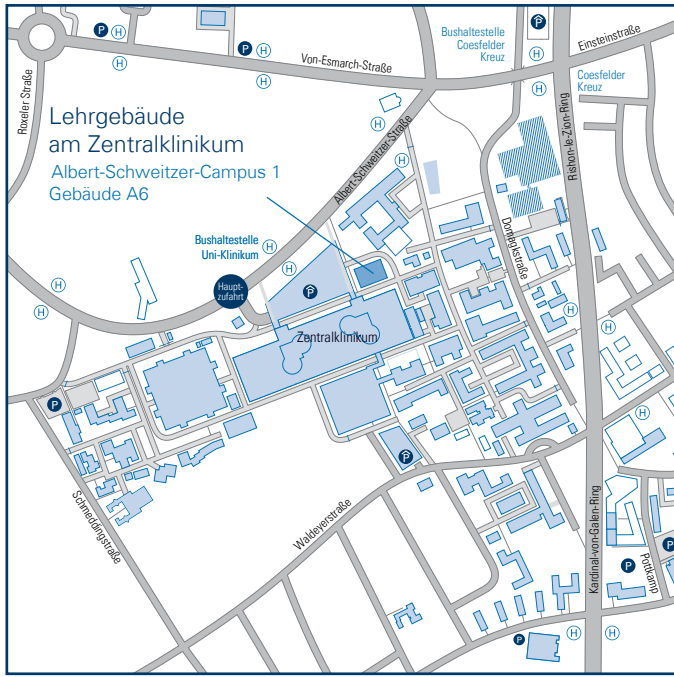 P
H
H
P
H
H
Von-Esmarch-Straße
Roxeler Straße
Bushaltestelle
Coesfelder
Kreuz
P
H
H
Einsteinstraße
Coesfelder
Kreuz
H
H
Rishon-le-Zion-Ring
Lehrgebäude
am Zentralklinikum
Albert-Schweitzer-Campus 1
Gebäude A6
Albert-Schweitzer-Straße
H
H
Domagkstraße
Bushaltestelle
Uni-Klinikum
H
H
Haupt-
zufahrt
P
H
H
H
H
Zentralklinikum
P
H
P
Schmeddingstraße
Waldeyerstraße
Kardinal-von-Galen-Ring
Pottkamp
P
P
P
H
H